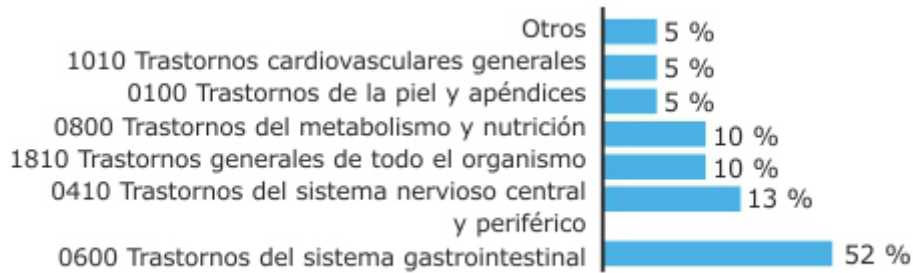 Otros 5 %
1010 Trastornos cardiovasculares generales 5 %
0100 Trastornos de la piel y apéndices 5 %
0800 Trastornos del metabolismo y nutrición 10 %
1810 Trastornos generales de todo el organismo 10 %
0410 Trastornos del sistema nervioso central 13 %
y periférico
0600 Trastornos del sistema gastrointestinal 52 %